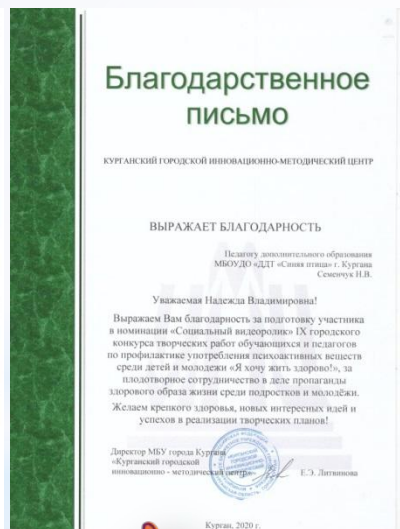 Благодарственное
письмо
КУРГАНСКИЙ ГОРОДСКОЙ ИННОВАЦИОННО-МЕТОДИЧЕСКИЙ ЦЕНТР
ВЫРАЖАЕТ БЛАГОДАРНОСТЬ
Педагогу дополнительного образования
МБОУДО «ДДТ «Синяя птица» г. Кургана
Семенчук Н.В.
Уважаемая Надежда Владимировна!
Выражаем Вам благодарность за подготовку участника
в номинации «Социальный видеоролик» IX городского
конкурса творческих работ обучающихся и педагогов
по профилактике употребления психоактивных веществ
среди детей и молодежи «Я хочу жить здорово!», за
плодотворное сотрудничество в деле пропаганды
здорового образа жизни среди подростков и молодёжи.
Желаем крепкого здоровья, новых интересных идей и
успехов в реализации творческих планов!
Директор МБУ города Кургана
«Курганский городской
инновационно - методический центр»
Е.Э. Литвинова
Курган, 2020 г.